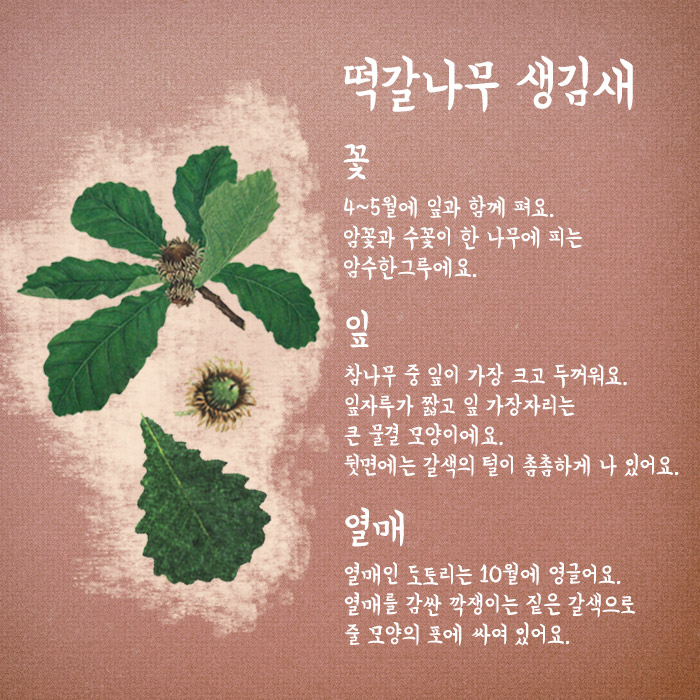 떡갈나무 생김새
꽃
4~5월에 잎과 함께 펴요.
암꽃과 수꽃이 한 나무에 피는
암수한그루예요.
잎
참나무 중 잎이 가장 크고 두꺼워요.
잎자루가 짧고 잎 가장자리는
큰 물결 모양이에요.
뒷면에는 갈색의 털이 촘촘하게 나 있어요.
열매
열매인 도토리는 10월에 영글어요.
열매를 감싼 깍쟁이는 짙은 갈색으로
줄 모양의 포에 싸여 있어요.